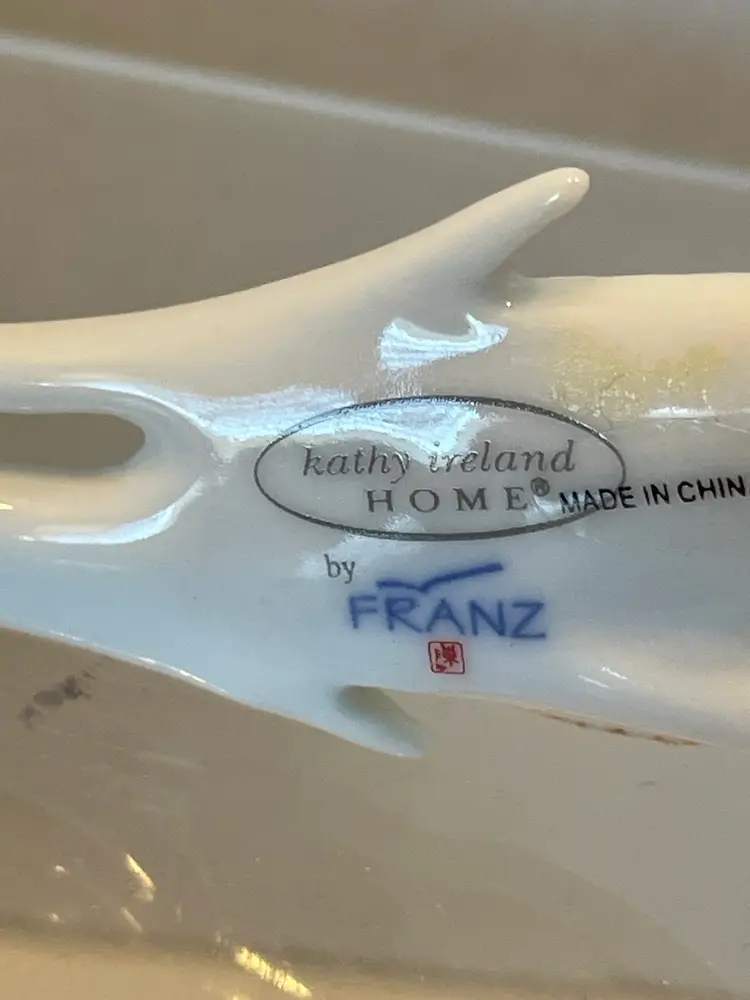 kathy ireland
HOME® MADE IN CHIN
by
FRANZ